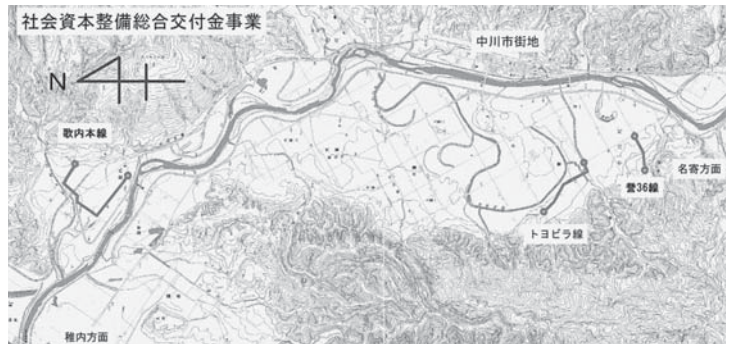 社会資本整備総合交付金事業
中川市街地
N
歌内本線
名寄方面
誉36線
トヨビラ線
稚内方面